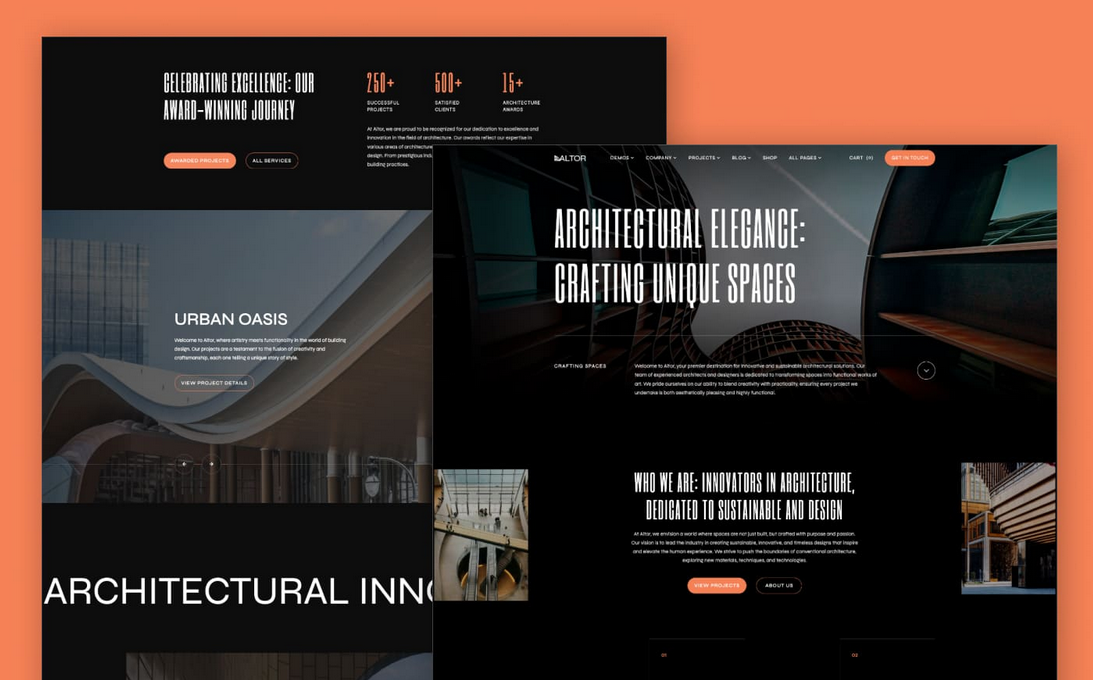 CELEBRATING EXCELLENCE: OUR
AWARD-WINNING JOURNEY
AWARDED PROJECTS
ALL SERVICES
250+
SUCCESSFUL
PROJECTS
500+
SATISFIED
CLIENTS
15+
ARCHITECTURE
AWARDS
At Altor, we are proud to be recognized for our dedication to excellence and
innovation in the field of architecture. Our awards reflect our expertise in
various areas of architecture
design. From prestigious
building practices.
URBAN OASIS
Welcome to Altor, where artistry meets functionality in the world of building
design. Our projects are a testament to the fusion of creativity and
craftsmanship, each one telling a unique story of style.
VIEW PROJECT DETAILS
ARCHITECTURAL
ALTOR
DEMOS
COMPANY
PROJECTS
BLOG
SHOP
ALL PAGES
CART (0)
GET IN TOUCH
ARCHITECTURAL ELEGANCE:
CRAFTING UNIQUE SPACES
CRAFTING SPACES
Welcome to Altor, your premier destination for innovative and sustainable architectural solutions. Our
team of experienced architects and designers is dedicated to transforming spaces into functional works of
art. We pride ourselves on our ability to blend creativity with practicality, ensuring every project we
undertake is both aesthetically pleasing and highly functional.
WHO WE ARE: INNOVATORS IN ARCHITECTURE,
DEDICATED TO SUSTAINABLE AND DESIGN
At Altor, we envision a world where spaces are not just built, but crafted with purpose and passion.
Our vision is to lead the industry in creating sustainable, innovative, and timeless designs that inspire
and elevate the human experience. We strive to push the boundaries of conventional architecture,
exploring new materials, techniques, and technologies.
VIEW PROJECTS
ABOUT US
01
02